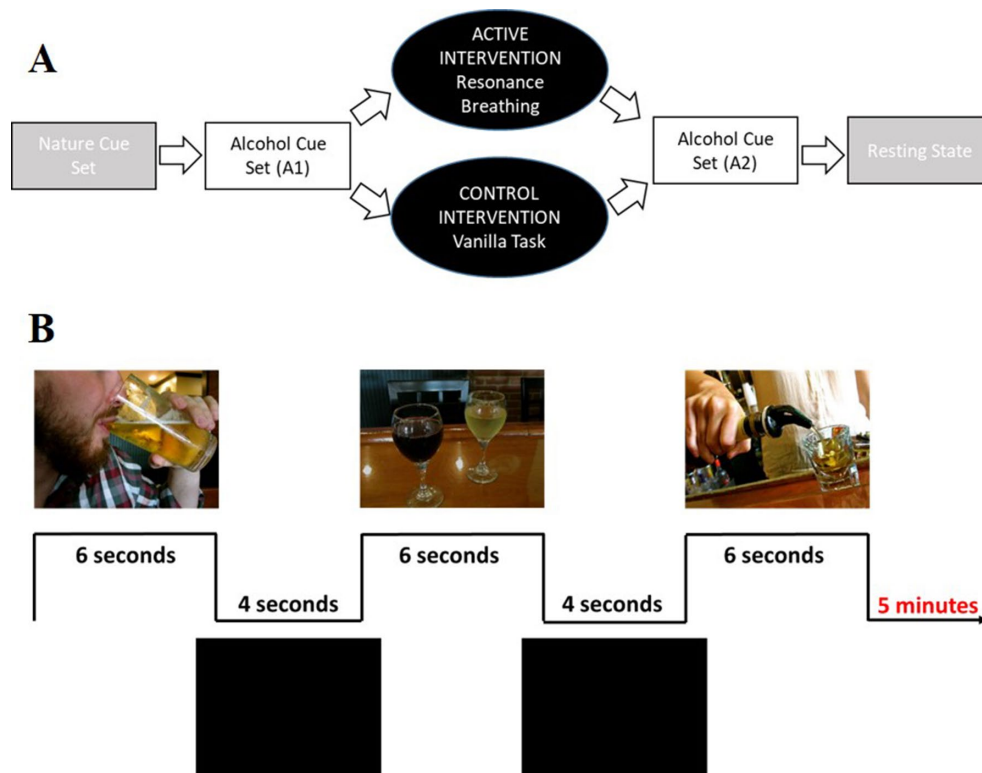 A
Nature Cue
Set
Alcohol Cue
Set (A1)
ACTIVE
INTERVENTION
Resonance
Breathing
CONTROL
INTERVENTION
Vanilla Task
Alcohol Cue
Set (A2)
Resting State
B
6 seconds
4 seconds
6 seconds
4 seconds
6 seconds
5 minutes